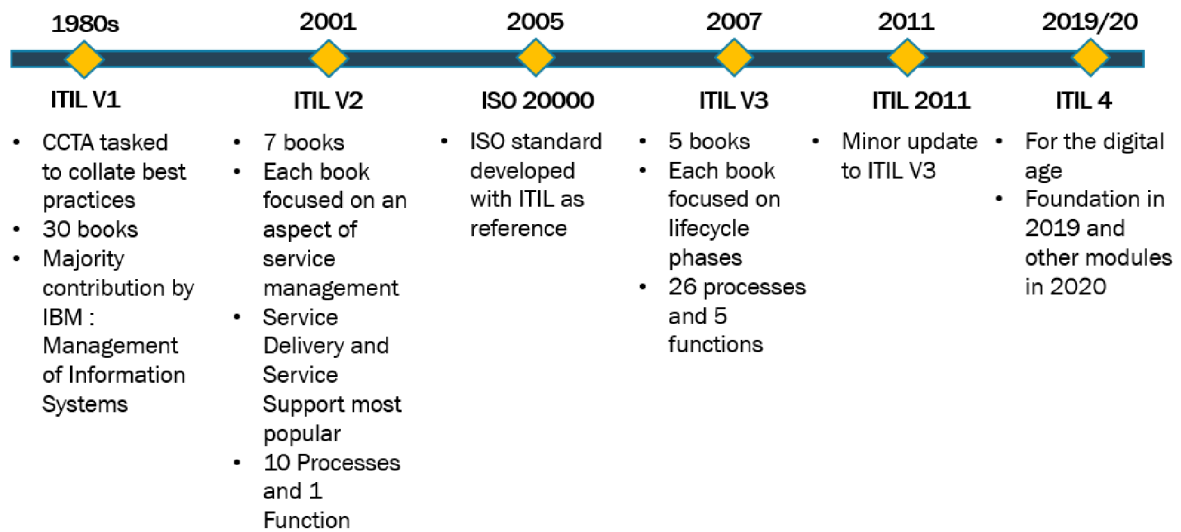 1980s
2001
2005
2007
2011
2019/20
ITIL V1
ITIL V2
ISO 20000
ITIL V3
ITIL 2011
ITIL 4
• CCTA tasked
to collate best
practices
• 30 books
• Majority
contribution by
IBM :
Management
of Information
Systems
• 7 books
• Each book
focused on an
aspect of
service
management
• Service
Delivery and
Service
Support most
popular
• 10 Processes
and 1
Function
• ISO standard
developed
with ITIL as
reference
• 5 books
• Each book
focused on
lifecycle
phases
• 26 processes
and 5
functions
• Minor update
to ITIL V3
• For the digital
age
• Foundation in
2019 and
other modules
in 2020